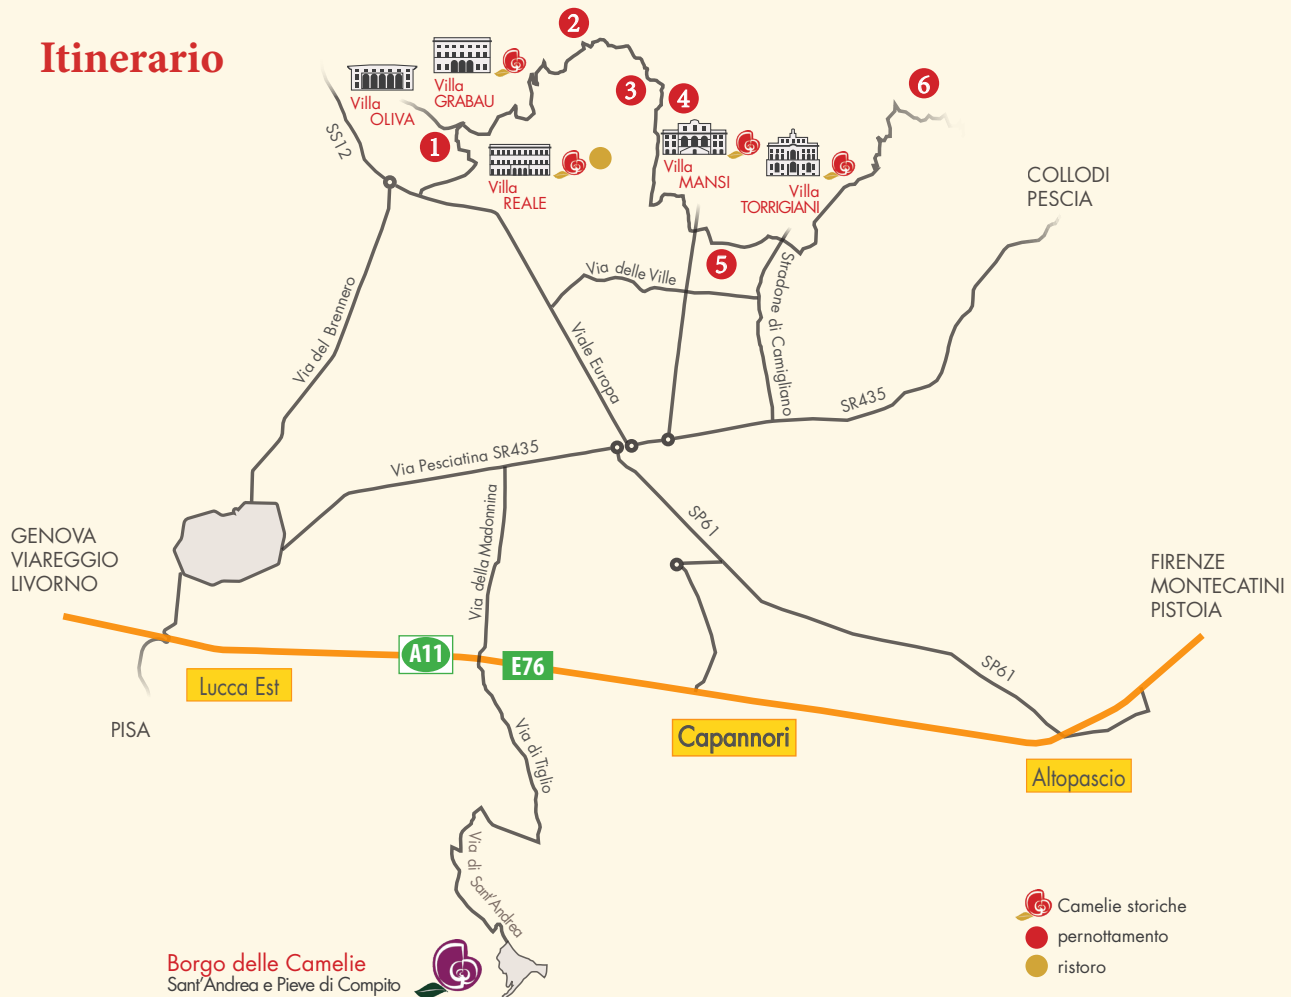 Itinerario
2
Villa
GRABAU
Villa
OLIVA
SS12
1
Villa
REALE
3
4
Villa
MANSI
Villa
TORRIGIANI
6
COLLODI
PESCIA
5
Via delle Ville
Via del Brennero
Viale Europa
Stradone di Camigliano
SR435
Via Pesciatina SR435
Via della Madonnina
SP61
GENOVA
VIAREGGIO
LIVORNO
FIRENZE
MONTECATINI
PISTOIA
A11
E76
Lucca Est
SP61
PISA
Capannori
Via di Tiglio
Altopascio
Via di Sant'Andrea
Camelie storiche
pernottamento
ristoro
Borgo delle Camelie
Sant'Andrea e Pieve di Compito